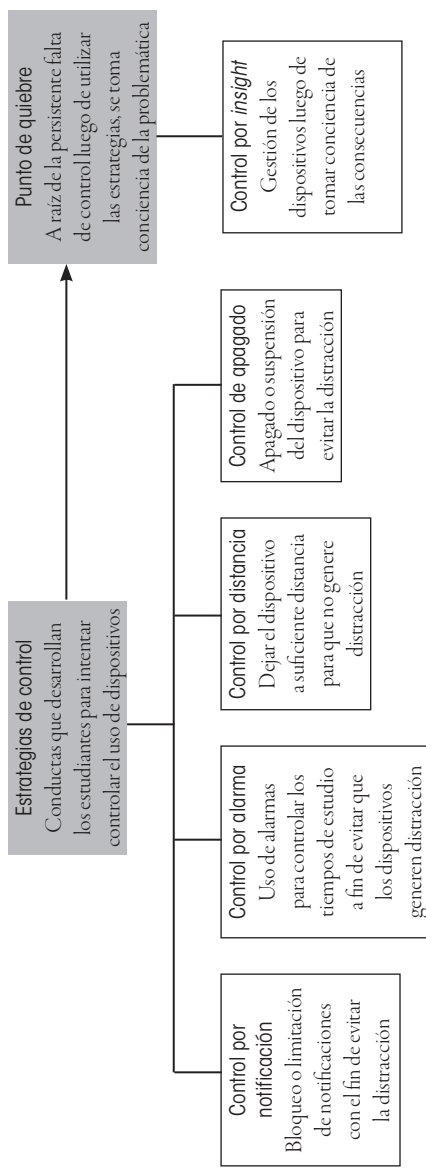 Estrategias de control
Conductas que desarrollan
los estudiantes para intentar
controlar el uso de dispositivos
Punto de quiebre
A raíz de la persistente falta
de control luego de utilizar
las estrategias, se toma
conciencia de la problemática
Control por
notificación
Bloqueo o limitación
de notificaciones
con el fin de evitar
la distracción
Control por alarma
Uso de alarmas
para controlar los
tiempos de estudio
a fin de evitar que
los dispositivos
generen distracción
Control por distancia
Dejar el dispositivo
a suficiente distancia
para que no genere
distracción
Control de apagado
Apagado o suspensión
del dispositivo para
evitar la distracción
Control por insight
Gestión de los
dispositivos luego de
tomar conciencia de
las consecuencias